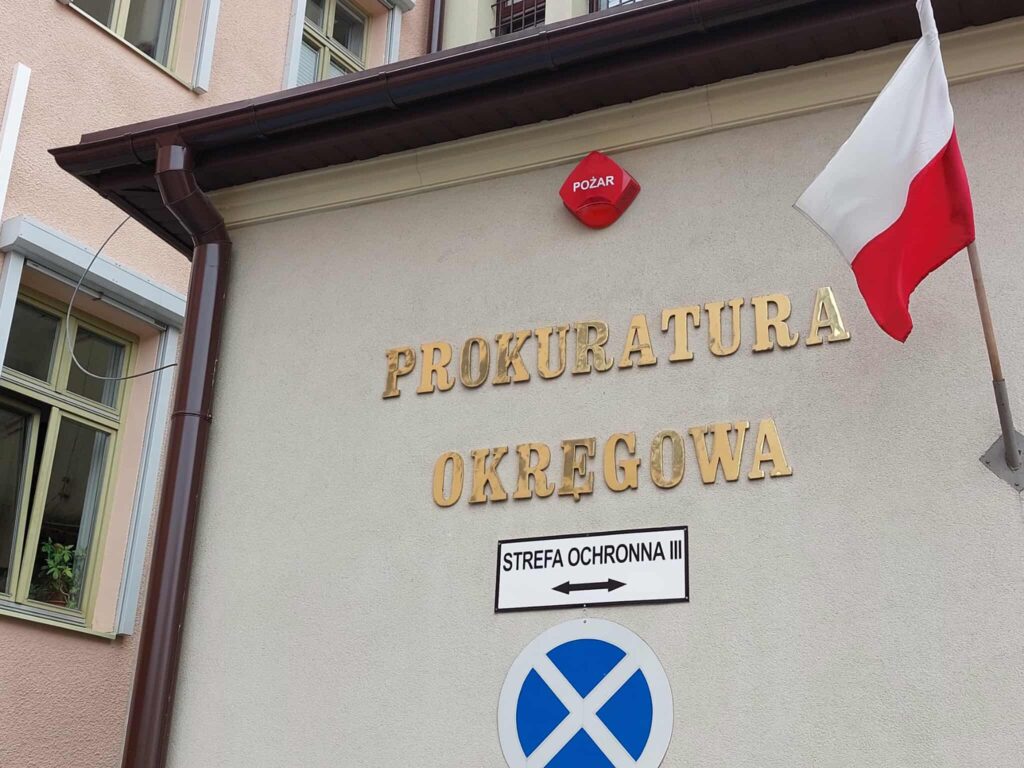 POŻAR
PROKURATURA
OKRĘGOWA
STREFA OCHRONNA III